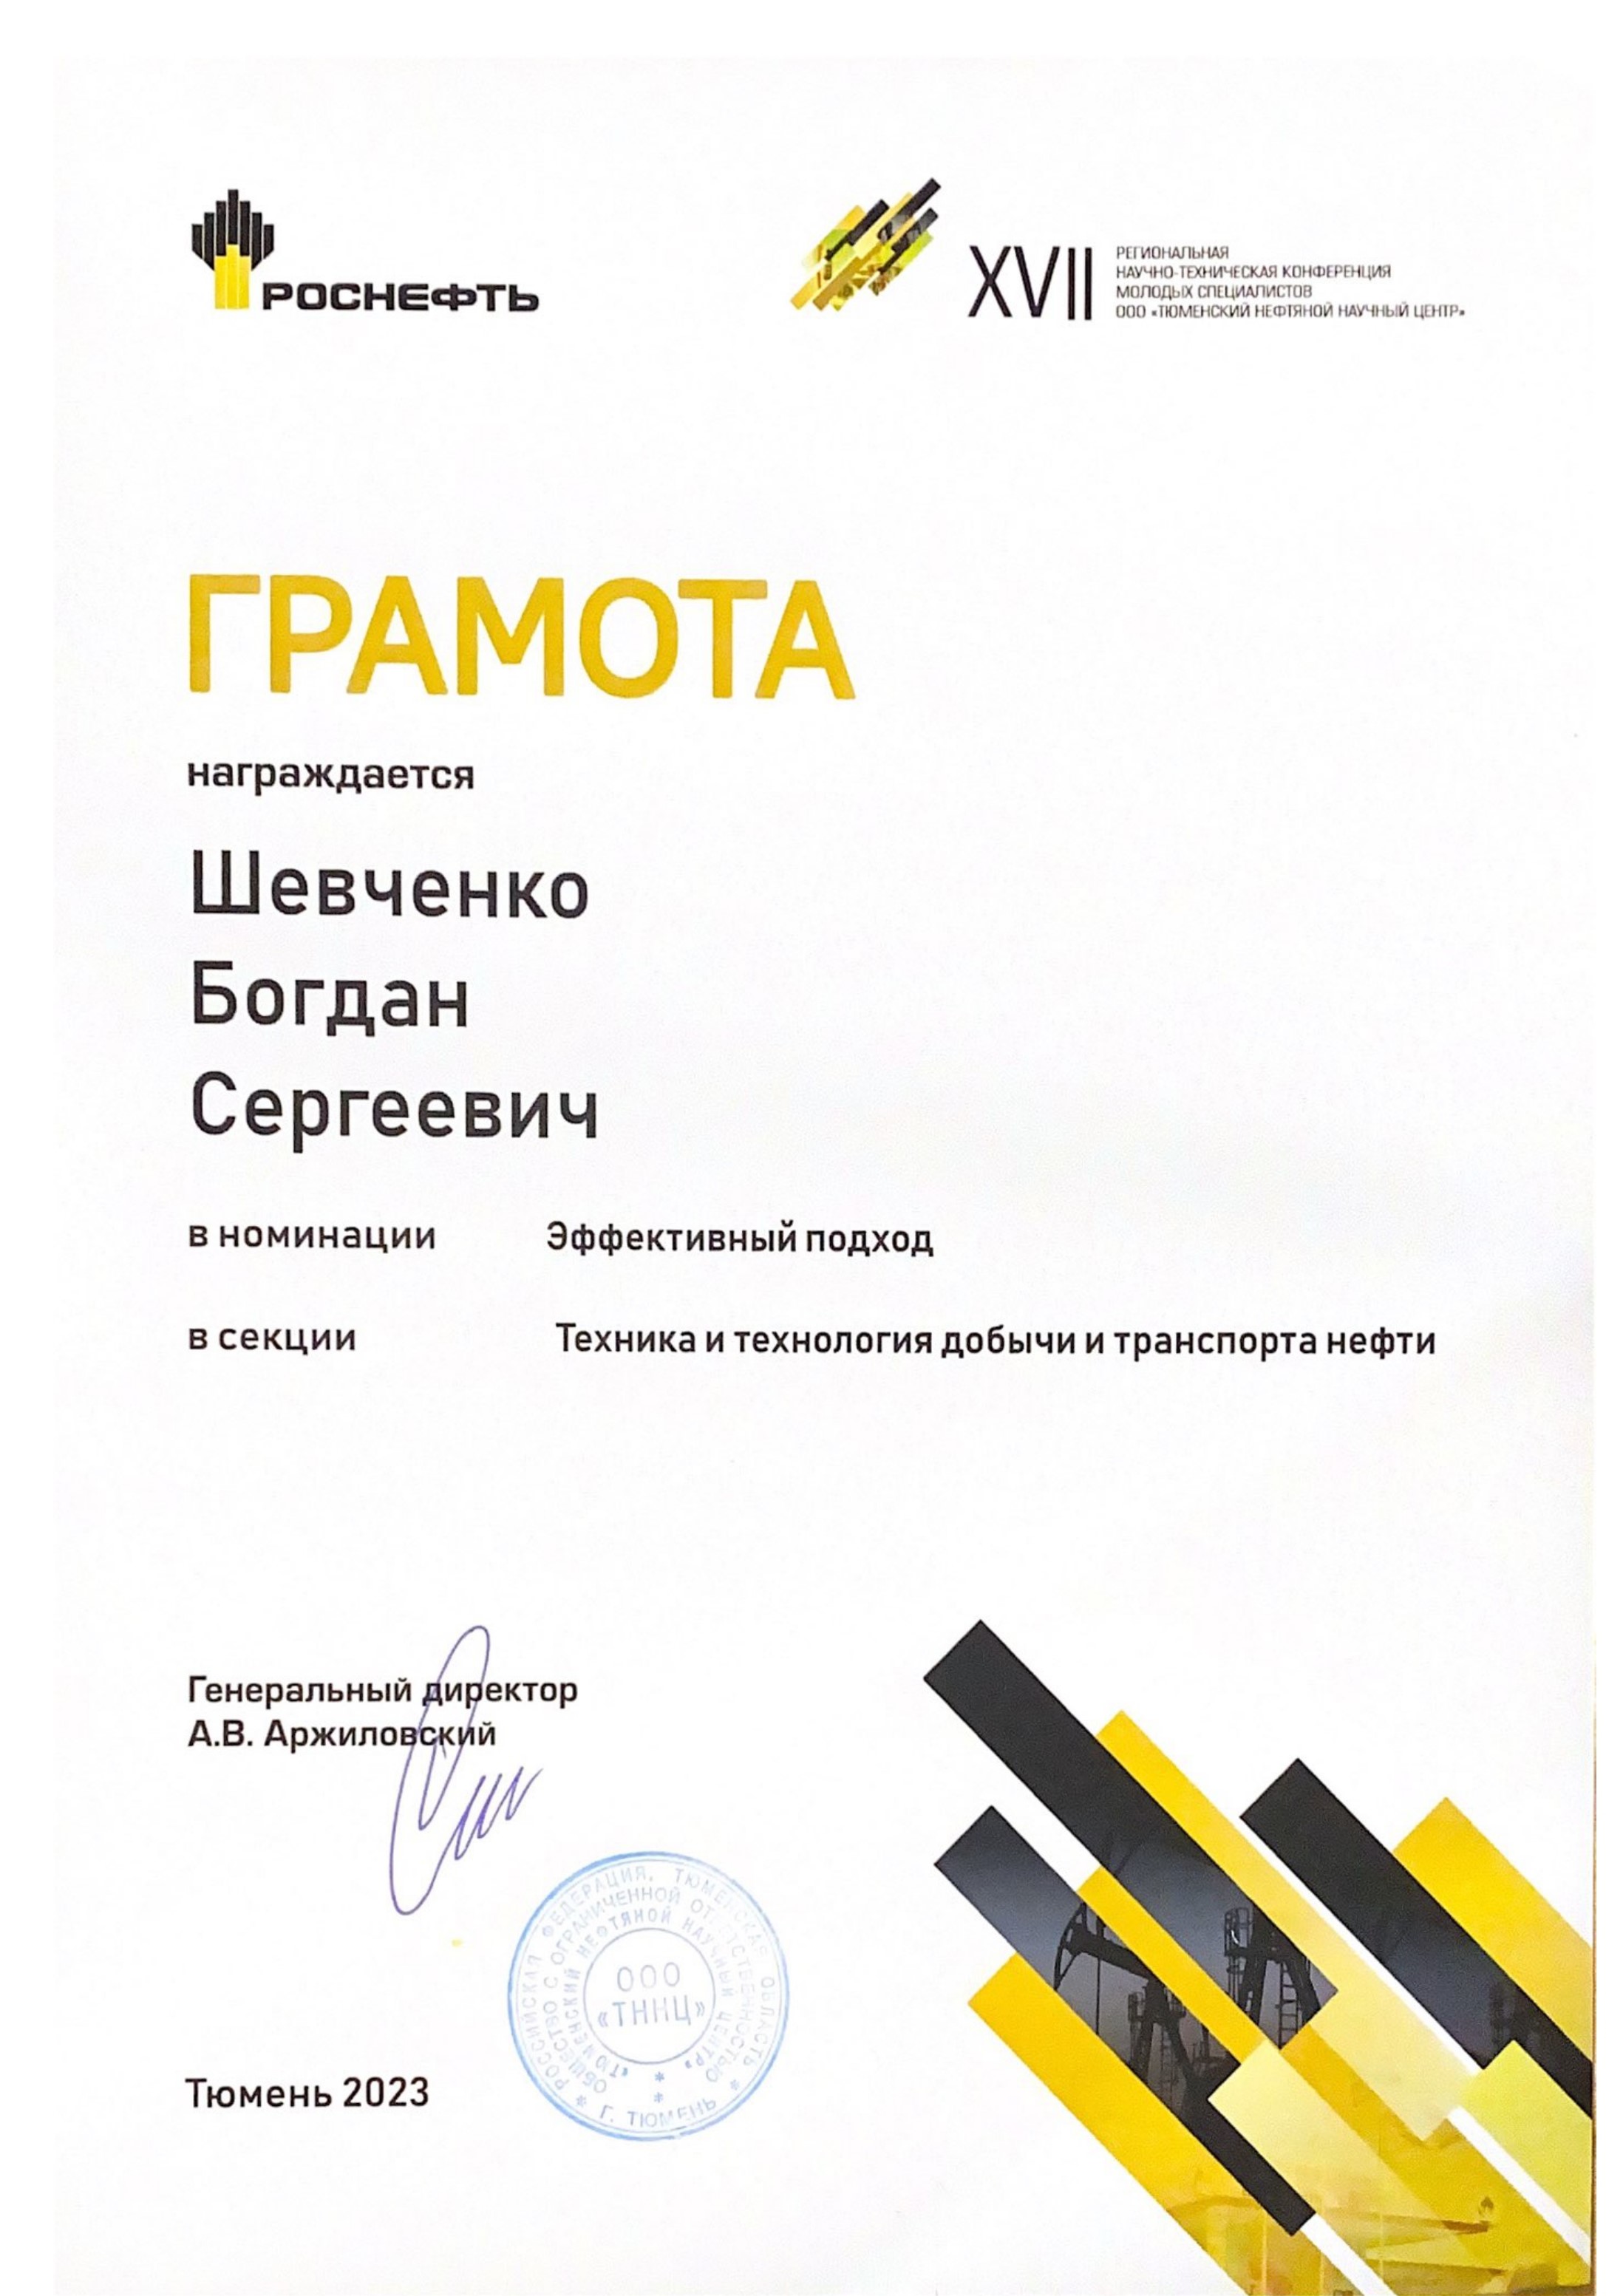 РОСНЕФТЬ
XVII
РЕГИОНАЛЬНАЯ
НАУЧНО-ТЕХНИЧЕСКАЯ КОНФЕРЕНЦИЯ
МОЛОДЫХ СПЕЦИАЛИСТОВ
ООО «ТЮМЕНСКИЙ НЕФТЯНОЙ НАУЧНЫЙ ЦЕНТР»
ГРАМОТА
награждается
Шевченко
Богдан
Сергеевич
в номинации Эффективный подход
в секции Техника и технология добычи и транспорта нефти
Генеральный директор
А.В. Аржиловский
РОССИЙСКАЯ ФЕДЕРАЦИЯ, ТЮМЕНСКАЯ ОБЛАСТЬ * Г. ТЮМЕНЬ *
ОБЩЕСТВО С ОГРАНИЧЕННОЙ ОТВЕТСТВЕННОСТЬЮ *
«ТЮМЕНСКИЙ НЕФТЯНОЙ НАУЧНЫЙ ЦЕНТР» *
ООО
«ТННЦ»
Тюмень 2023